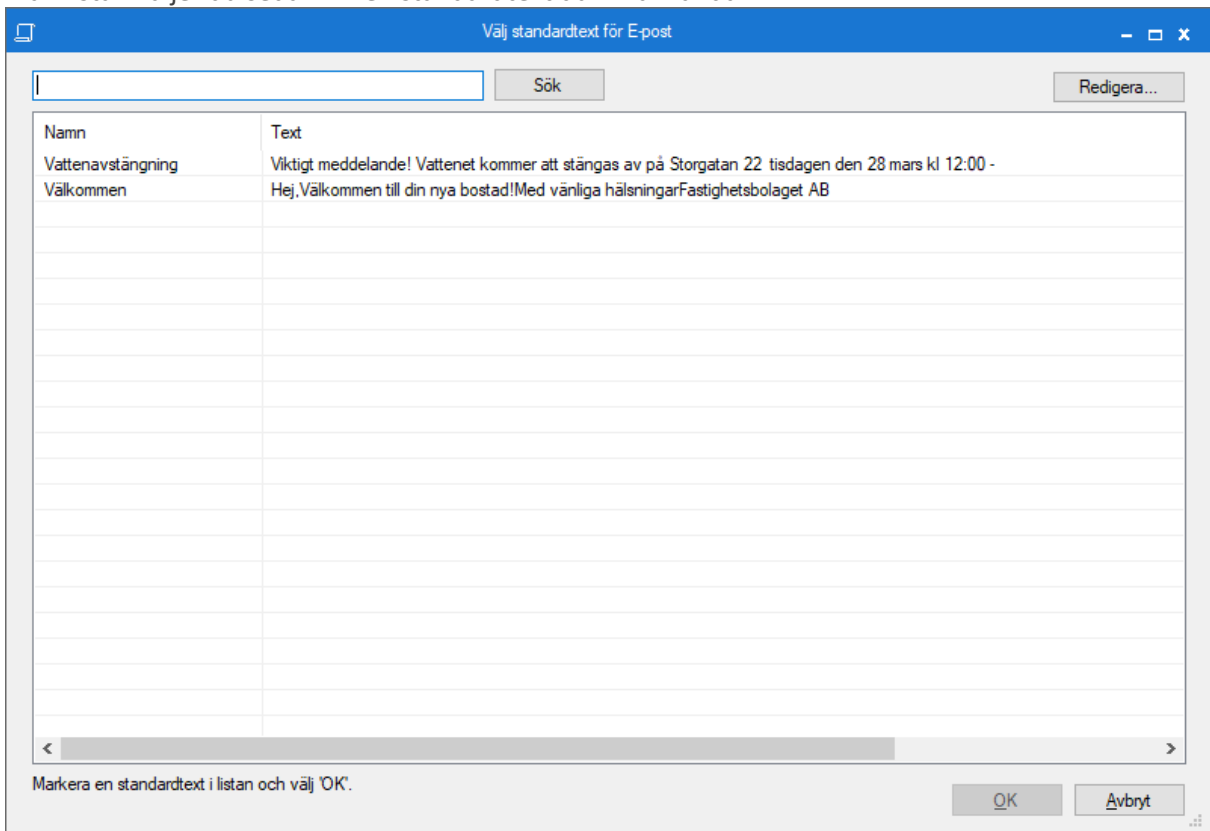 Välj standardtext för E-post
Sök
Redigera...
Namn Text
Vattenavstängning Viktigt meddelande! Vattnet kommer att stängas av på Storgatan 22 tisdagen den 28 mars kl 12:00 -
Välkommen Hej,Välkommen till din nya bostad!Med vänliga hälsningarFastighetsbolaget AB
Markera en standardtext i listan och välj 'OK'.
OK Avbryt